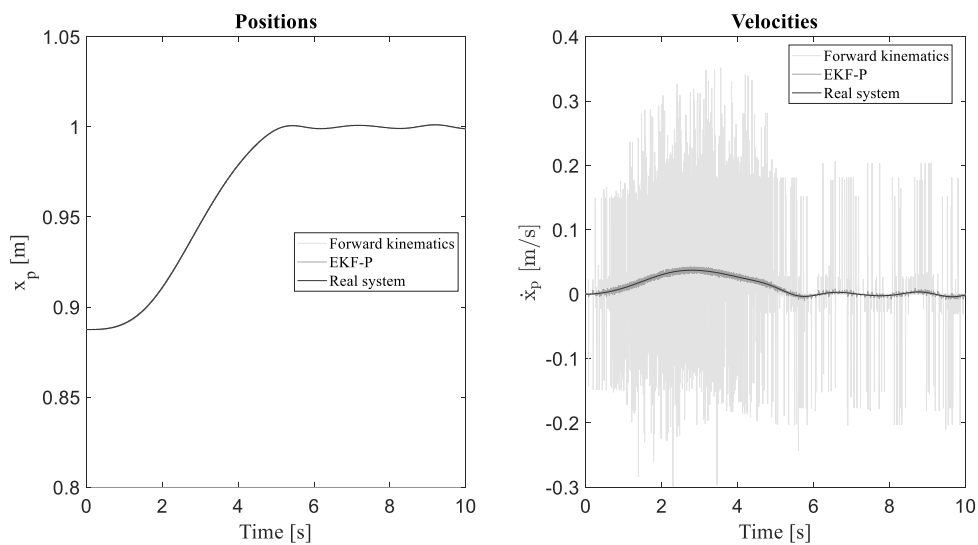 Positions
1.05
1
0.95
0.9
0.85
0.8
x_p [m]
Forward kinematics
EKF-P
Real system
0 2 4 6 8 10
Time [s]
Velocities
0.4
0.3
0.2
0.1
0
-0.1
-0.2
-0.3
ẋ_p [m/s]
Forward kinematics
EKF-P
Real system
0 2 4 6 8 10
Time [s]